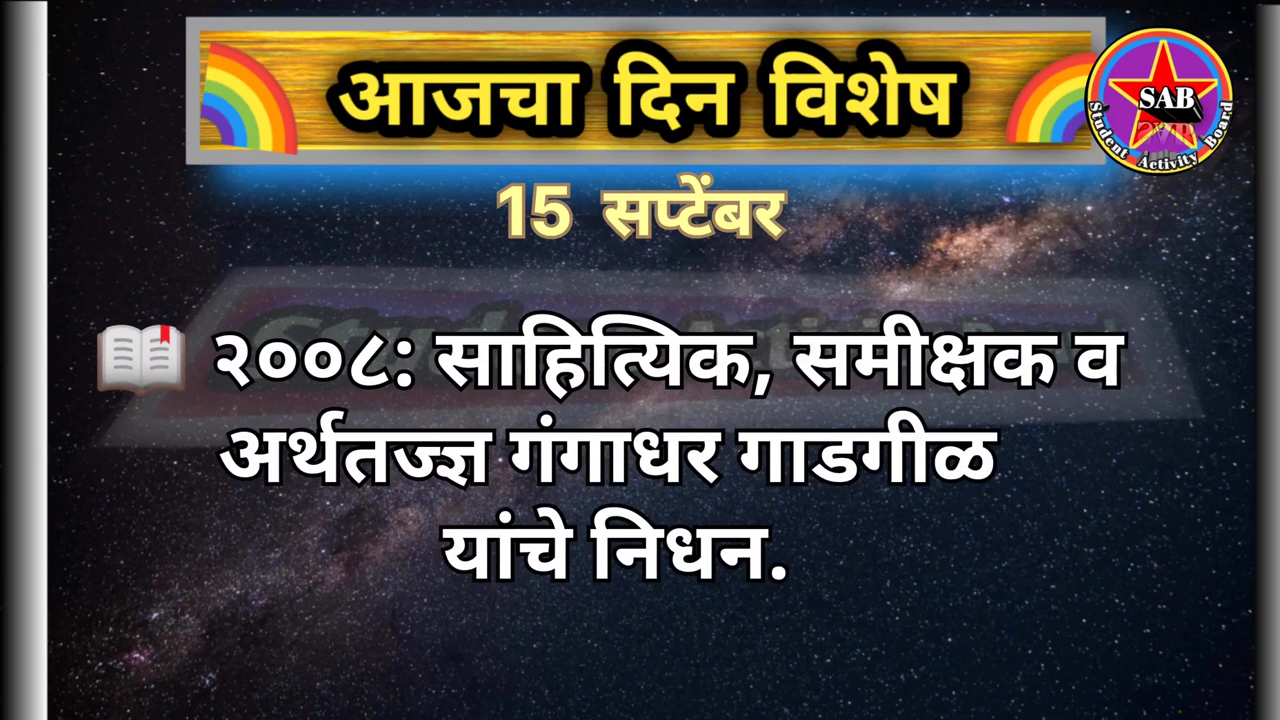 आजचा दिन विशेष
SAB
Student Activity Board
15 सप्टेंबर
२००८: साहित्यिक, समीक्षक व
अर्थतज्ज्ञ गंगाधर गाडगीळ
यांचे निधन.